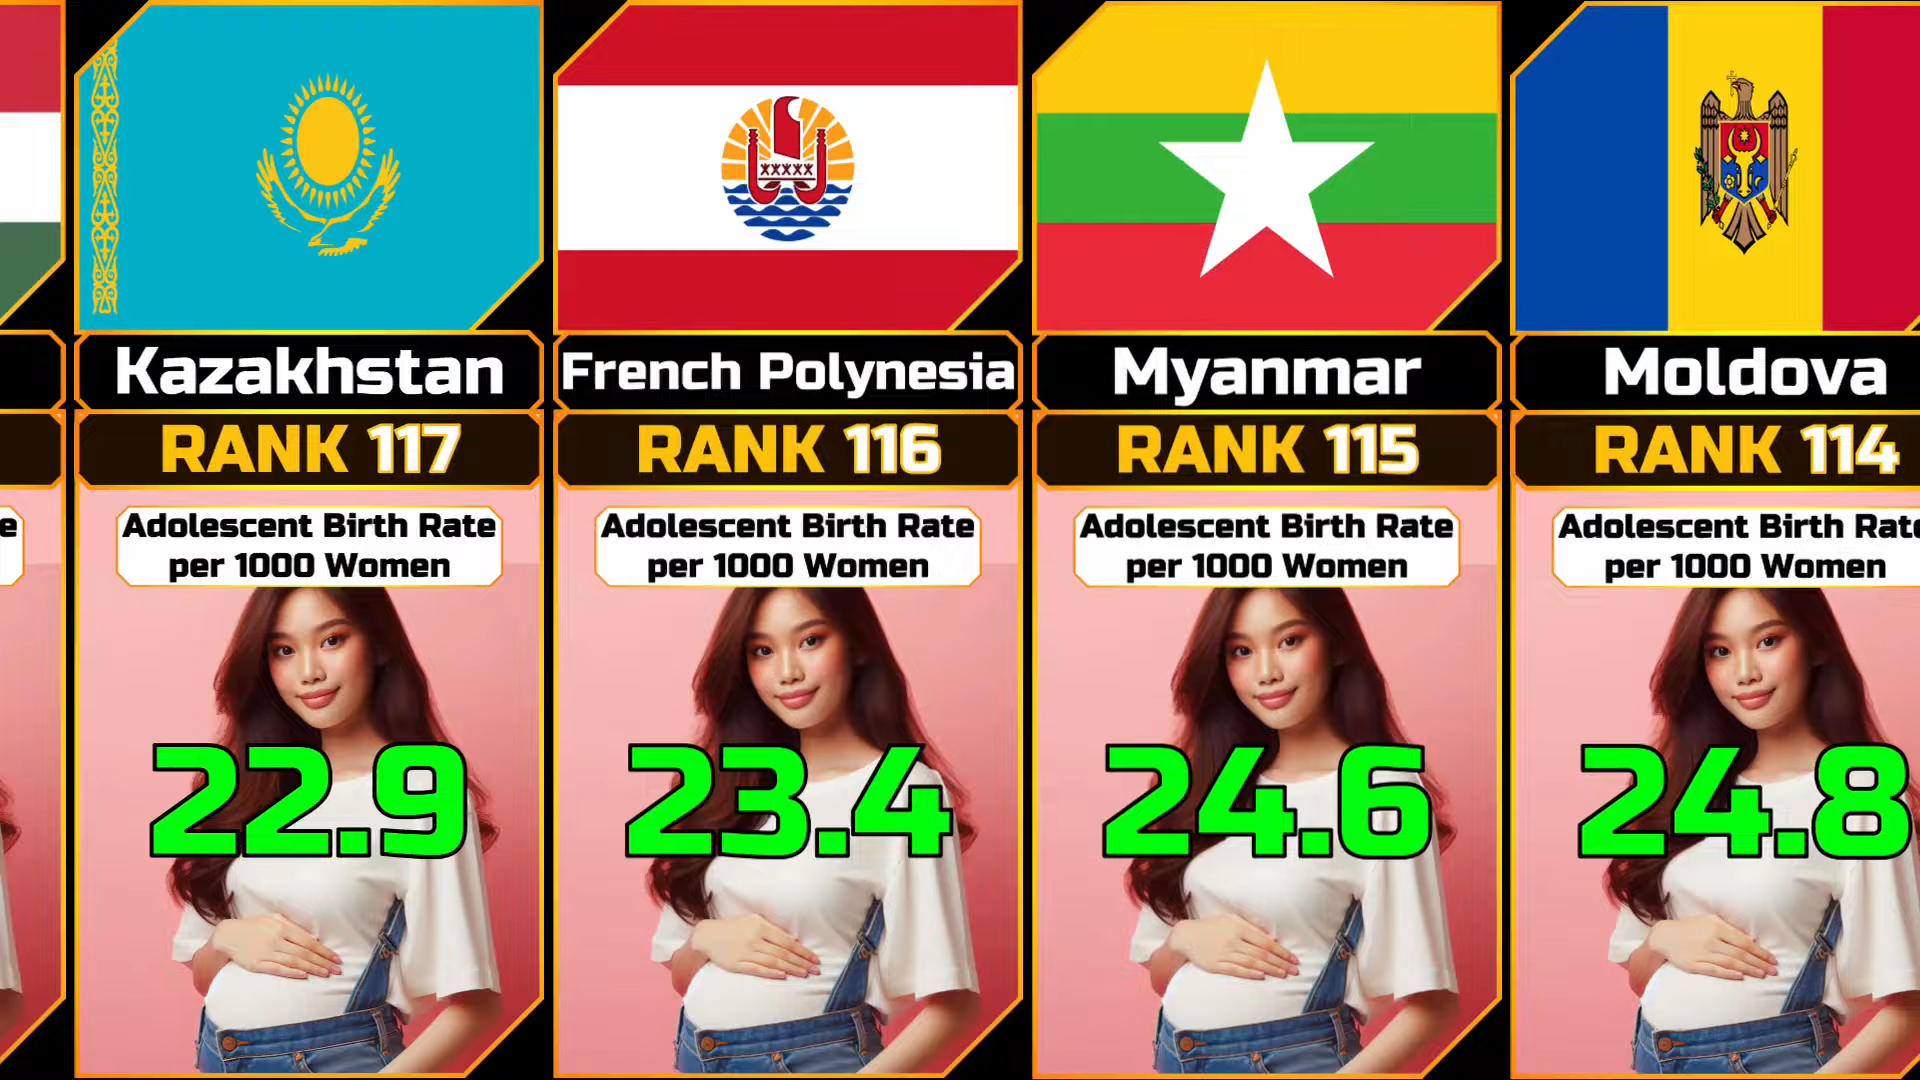 Kazakhstan
RANK 117
Adolescent Birth Rate
per 1000 Women
22.9
French Polynesia
RANK 116
Adolescent Birth Rate
per 1000 Women
23.4
Myanmar
RANK 115
Adolescent Birth Rate
per 1000 Women
24.6
Moldova
RANK 114
Adolescent Birth Rate
per 1000 Women
24.8